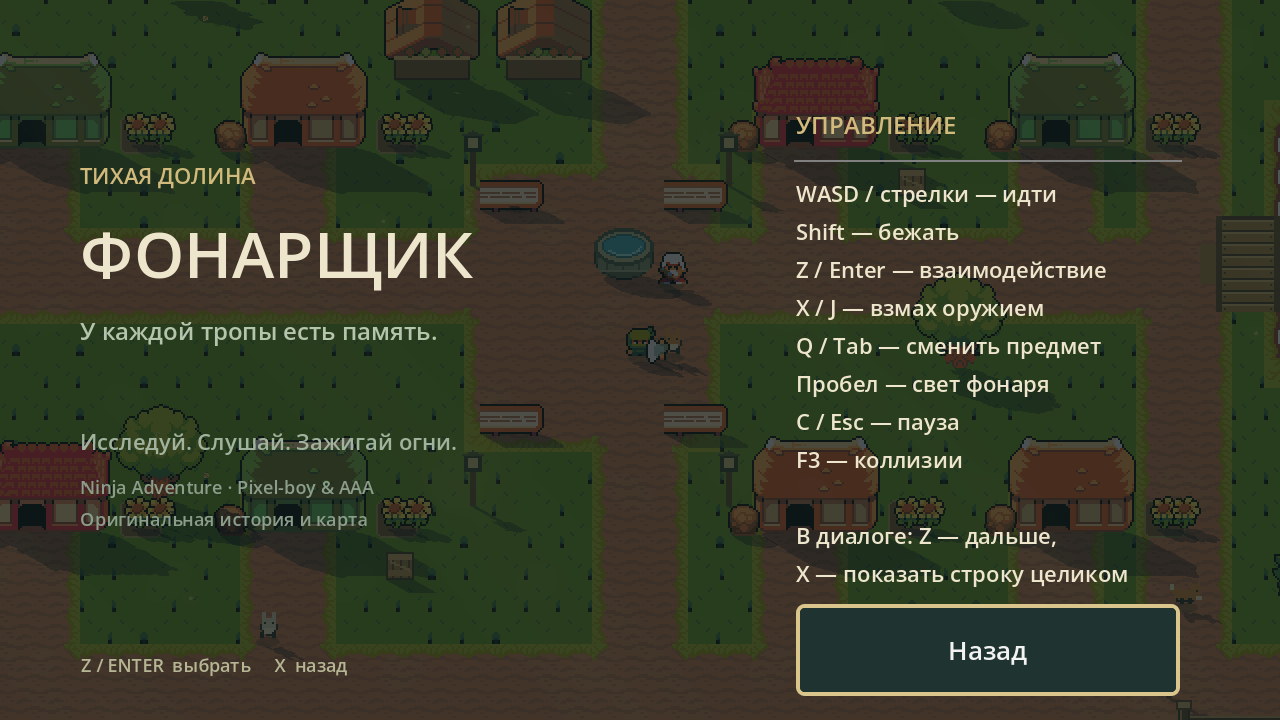 ТИХАЯ ДОЛИНА
ФОНАРЩИК
У каждой тропы есть память.
Исследуй. Слушай. Зажигай огни.
Ninja Adventure · Pixel-boy & AAA
Оригинальная история и карта
Z / ENTER выбрать X назад
УПРАВЛЕНИЕ
WASD / стрелки — идти
Shift — бежать
Z / Enter — взаимодействие
X / J — взмах оружием
Q / Tab — сменить предмет
Пробел — свет фонаря
C / Esc — пауза
F3 — коллизии
В диалоге: Z — дальше,
X — показать строку целиком
Назад